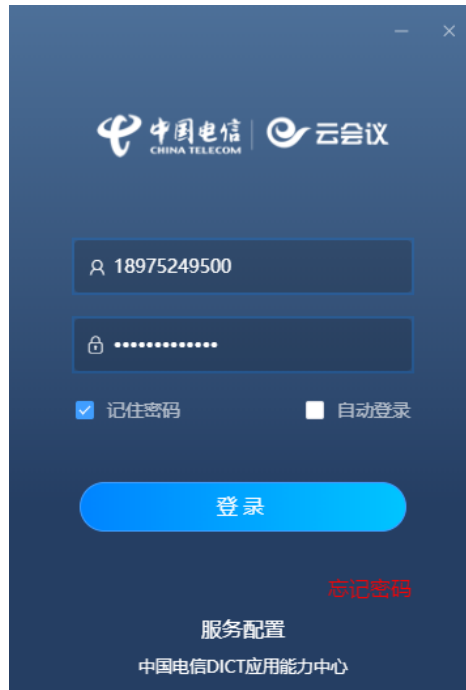 中国电信 云会议
CHINA TELECOM
18975249500
•••••••••••••
记住密码 自动登录
登录
忘记密码
服务配置
中国电信DICT应用能力中心